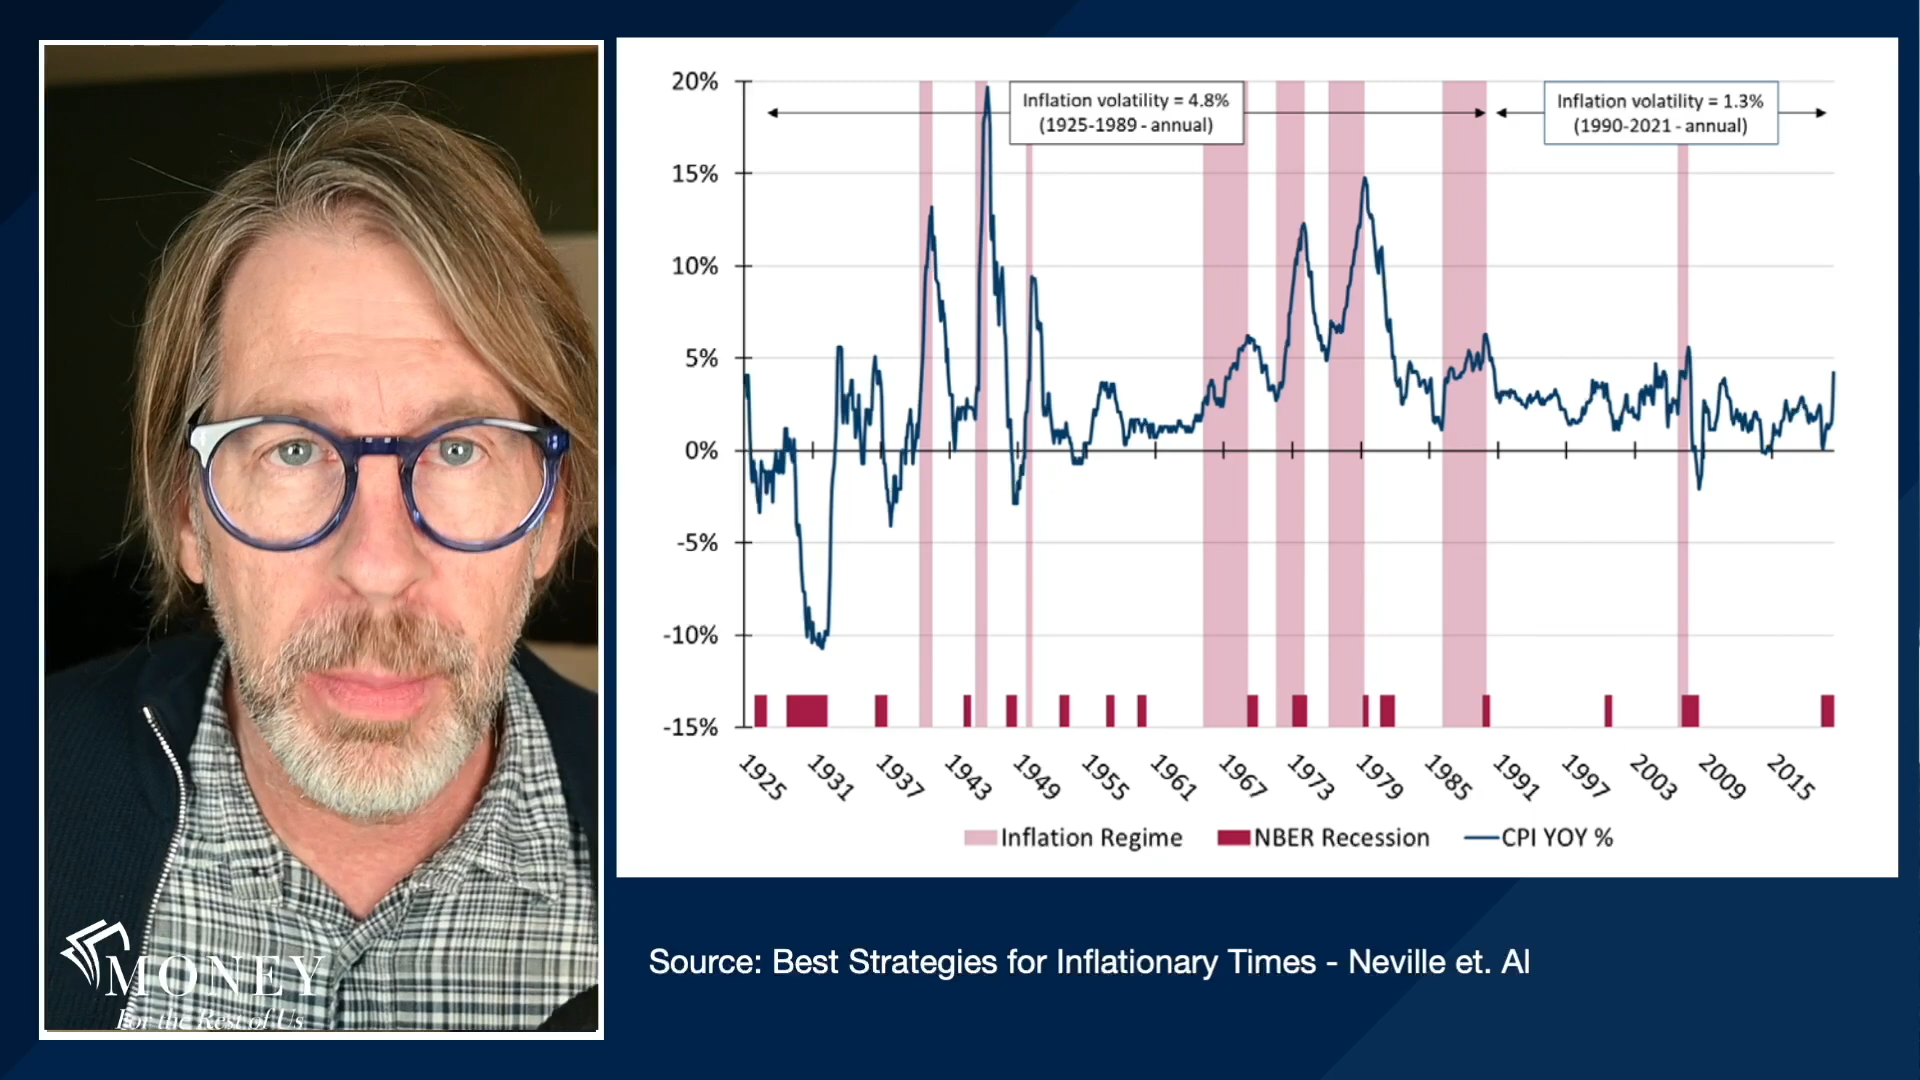 20%
15%
10%
5%
0%
-5%
-10%
-15%
Inflation volatility = 4.8%
(1925-1989 - annual)
Inflation volatility = 1.3%
(1990-2021 - annual)
1925
1931
1937
1943
1949
1955
1961
1967
1973
1979
1985
1991
1997
2003
2009
2015
Inflation Regime
NBER Recession
CPI YOY %
MONEY
For the Rest of Us
Source: Best Strategies for Inflationary Times - Neville et. Al